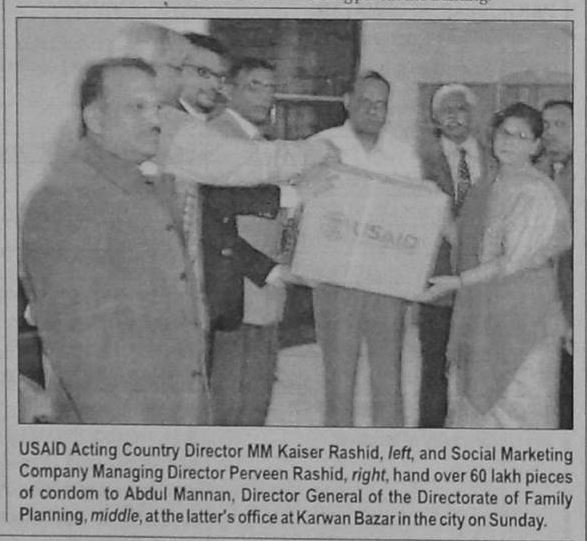 USAID
USAID Acting Country Director MM Kaiser Rashid, left, and Social Marketing
Company Managing Director Perveen Rashid, right, hand over 60 lakh pieces
of condom to Abdul Mannan, Director General of the Directorate of Family
Planning, middle, at the latter's office at Karwan Bazar in the city on Sunday.